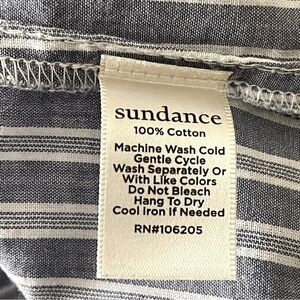 sundance
100% Cotton
Machine Wash Cold
Gentle Cycle
Wash Separately Or
With Like Colors
Do Not Bleach
Hang To Dry
Cool Iron If Needed
RN#106205